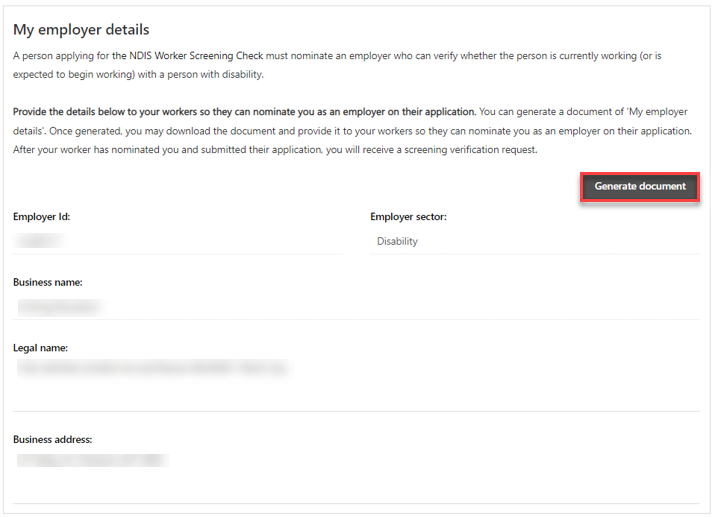 My employer details
A person applying for the NDIS Worker Screening Check must nominate an employer who can verify whether the person is currently working (or is
expected to begin working) with a person with disability.
Provide the details below to your workers so they can nominate you as an employer on their application. You can generate a document of 'My employer
details'. Once generated, you may download the document and provide it to your workers so they can nominate you as an employer on their application.
After your worker has nominated you and submitted their application, you will receive a screening verification request.
Generate document
Employer Id:
Employer sector:
Disability
Business name:
Legal name:
Business address: